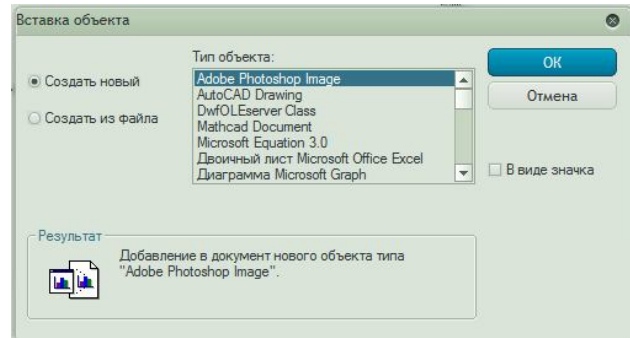 Вставка объекта
Тип объекта:
Создать новый
Создать из файла
Adobe Photoshop Image
AutoCAD Drawing
DwfOLEserver Class
Mathcad Document
Microsoft Equation 3.0
Двоичный лист Microsoft Office Excel
Диаграмма Microsoft Graph
ОК
Отмена
В виде значка
Результат
Добавление в документ нового объекта типа
"Adobe Photoshop Image".